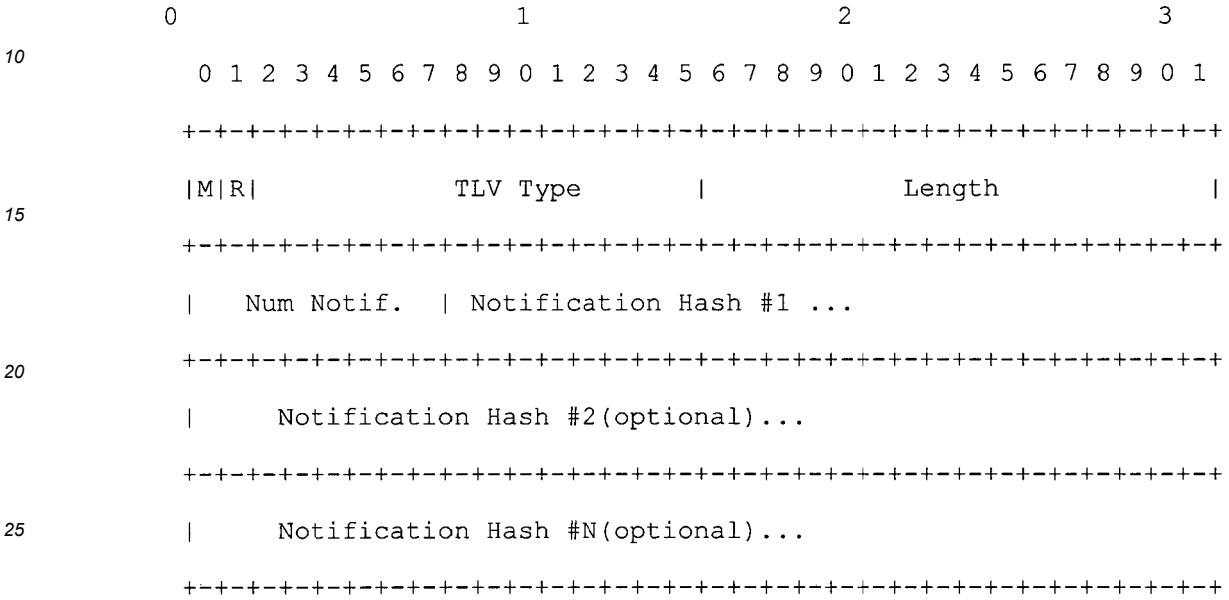 0 1 2 3
10
0 1 2 3 4 5 6 7 8 9 0 1 2 3 4 5 6 7 8 9 0 1 2 3 4 5 6 7 8 9 0 1
+-+-+-+-+-+-+-+-+-+-+-+-+-+-+-+-+-+-+-+-+-+-+-+-+-+-+-+-+-+-+-+-+
|M|R| TLV Type | Length |
15
+-+-+-+-+-+-+-+-+-+-+-+-+-+-+-+-+-+-+-+-+-+-+-+-+-+-+-+-+-+-+-+-+
| Num Notif. | Notification Hash #1 ...
+-+-+-+-+-+-+-+-+-+-+-+-+-+-+-+-+-+-+-+-+-+-+-+-+-+-+-+-+-+-+-+-+
20
| Notification Hash #2(optional)...
+-+-+-+-+-+-+-+-+-+-+-+-+-+-+-+-+-+-+-+-+-+-+-+-+-+-+-+-+-+-+-+-+
25 | Notification Hash #N(optional)...
+-+-+-+-+-+-+-+-+-+-+-+-+-+-+-+-+-+-+-+-+-+-+-+-+-+-+-+-+-+-+-+-+